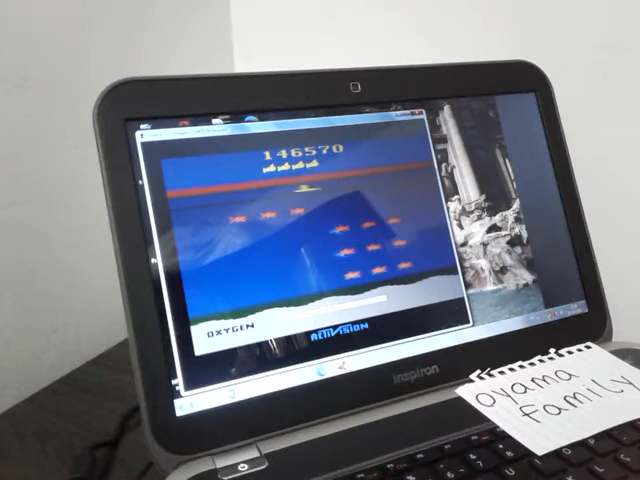 146570
OXYGEN
ACTIVISION
inspiron
oyama
family